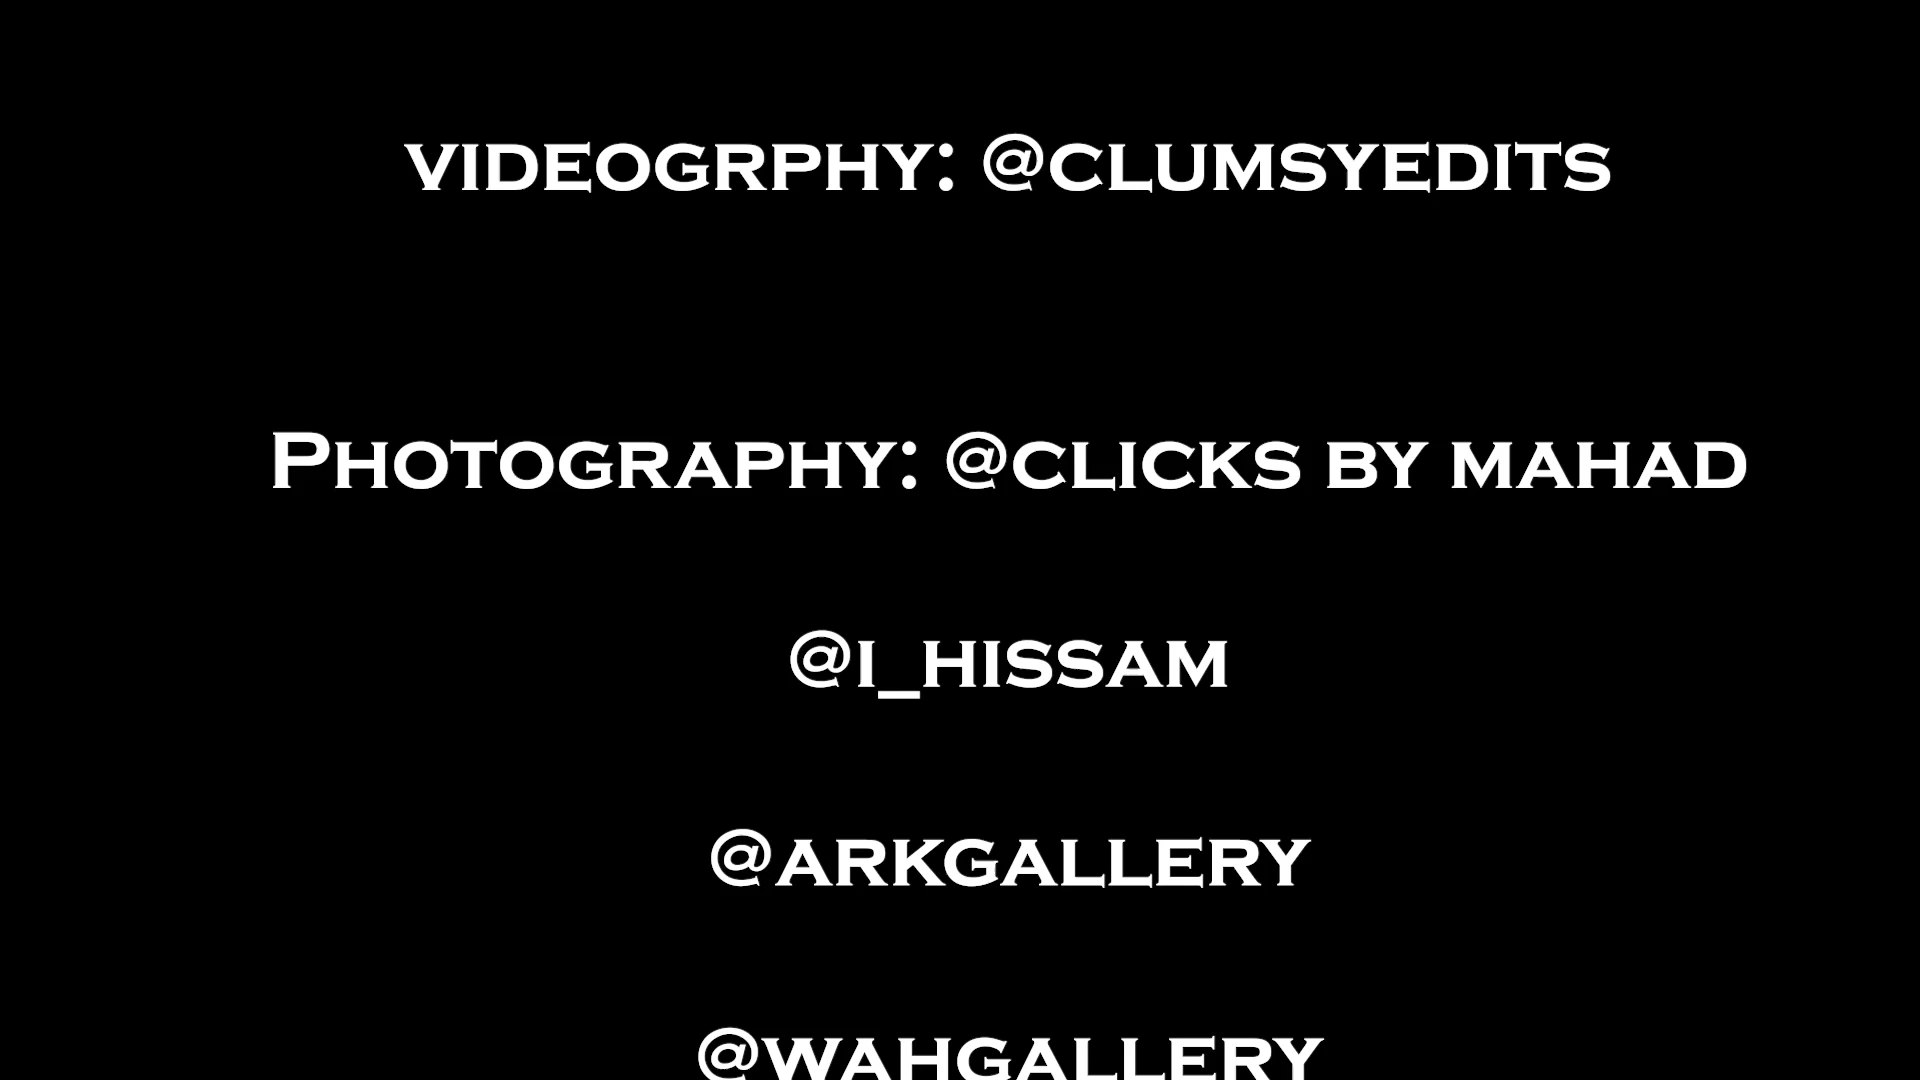 videogrphy: @clumsyedits
Photography: @clicks by mahad
@i_hissam
@arkgallery
@wahgallery